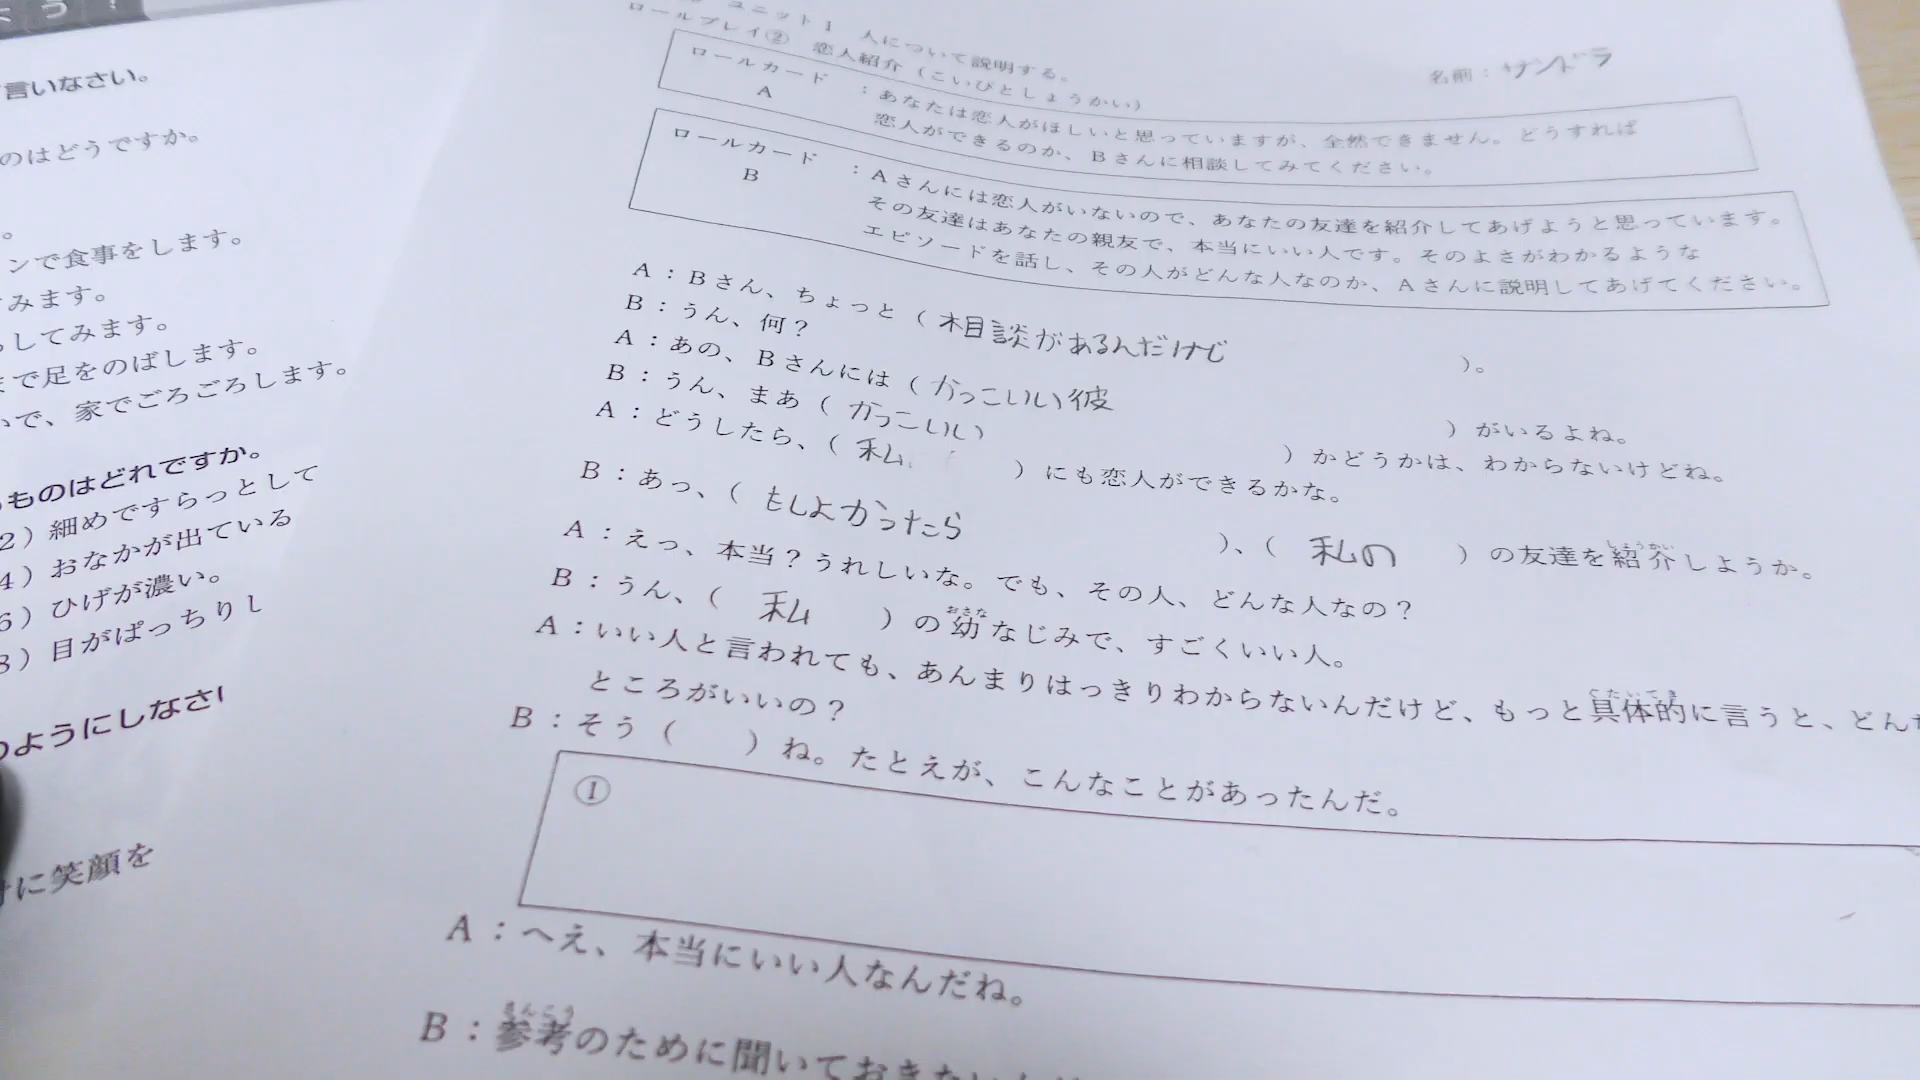 よう？
言いなさい。
のはどうですか。
ンで食事をします。
みます。
してみます。
まで足をのばします。
いで、家でごろごろします。
ものはどれですか。
2）細めですらっとして
4）おなかが出ている
6）ひげが濃い。
8）目がぱっちりし
のようにしなさい
に笑顔を
ユニット1 人について説明する。
ロールプレイ② 恋人紹介（こいびとしょうかい）
名前：サンドラ
ロールカードA：あなたは恋人がほしいと思っていますが、全然できません。どうすれば
恋人ができるのか、Bさんに相談してみてください。
ロールカードB：Aさんには恋人がいないので、あなたの友達を紹介してあげようと思っています。
その友達はあなたの親友で、本当にいい人です。そのよさがわかるような
エピソードを話し、その人がどんな人なのか、Aさんに説明してあげてください。
A：Bさん、ちょっと（相談があるんだけど）。
B：うん、何？
A：あの、Bさんには（かっこいい彼）がいるよね。
B：うん、まあ（かっこいい）かどうかは、わからないけどね。
A：どうしたら、（私）にも恋人ができるかな。
B：あっ、（もしよかったら）、（私の）の友達を紹介しようか。
しょうかい
A：えっ、本当？うれしいな。でも、その人、どんな人なの？
B：うん、（私）の幼なじみで、すごくいい人。
おさな
A：いい人と言われても、あんまりはっきりわからないんだけど、もっと具体的に言うと、どん
ぐたいてき
ところがいいの？
B：そう（ ）ね。たとえが、こんなことがあったんだ。
①
A：へえ、本当にいい人なんだね。
さんこう
B：参考のために聞いておきたい